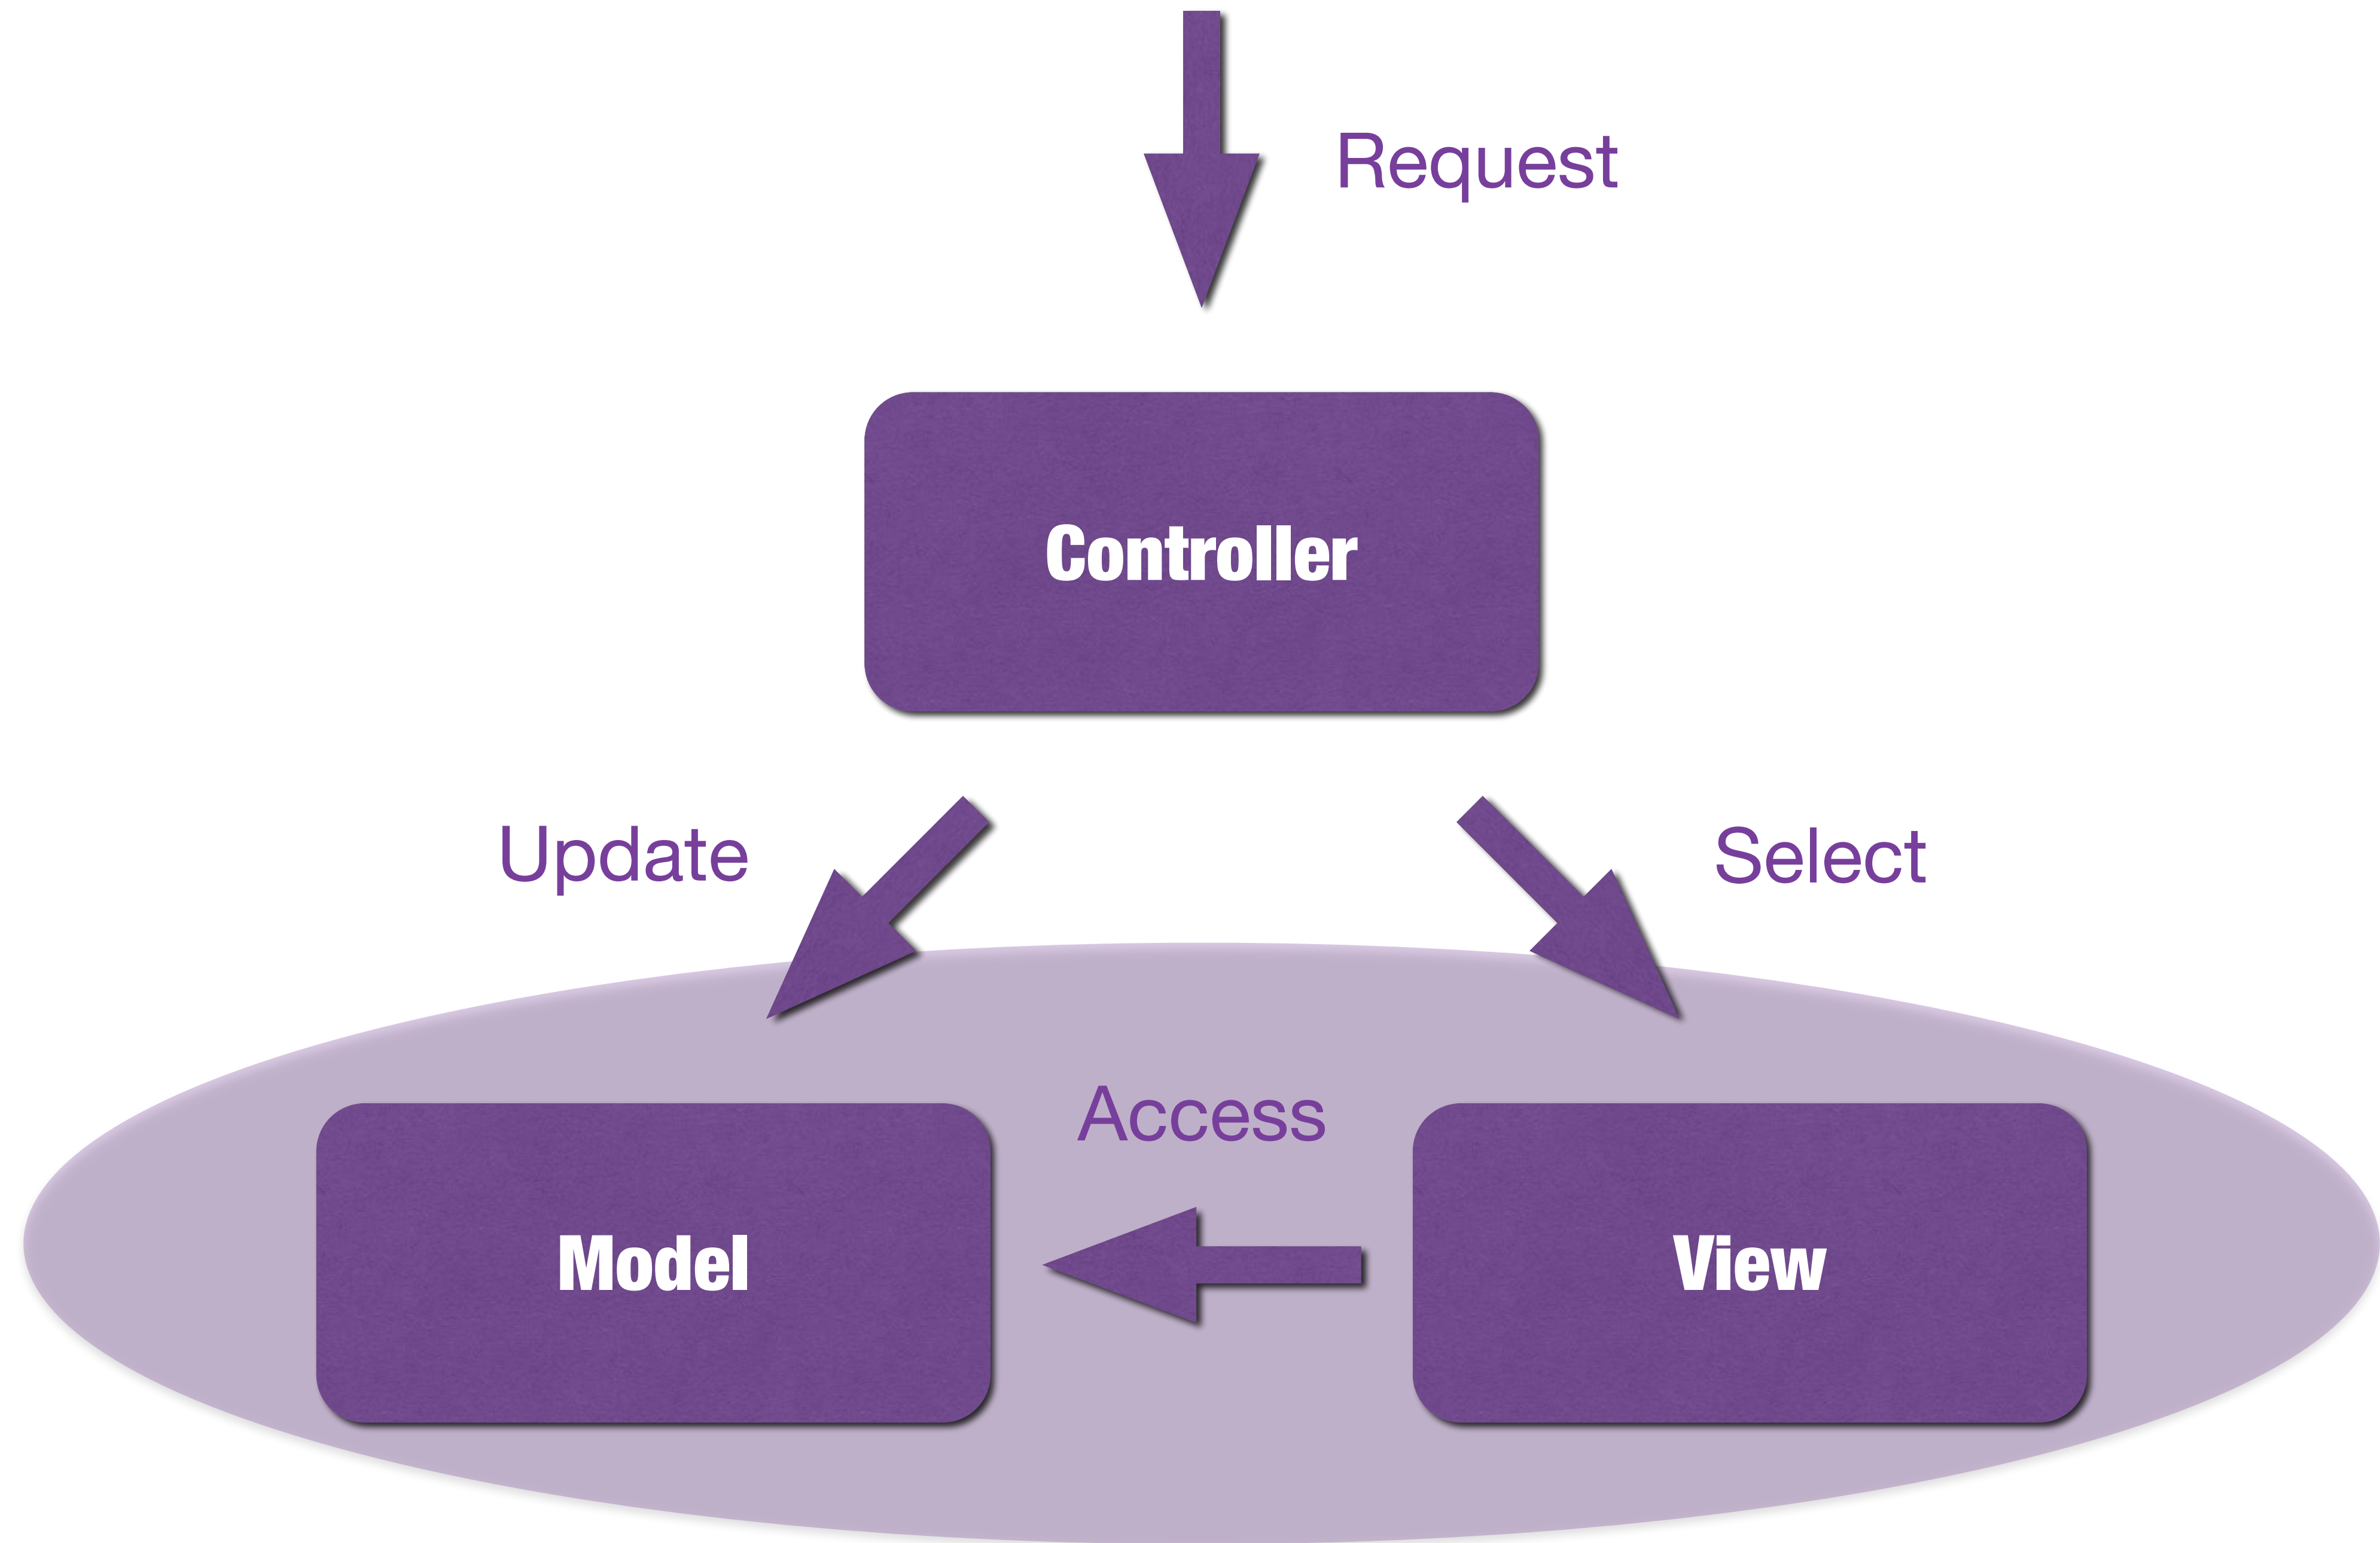 Request
Controller
Update
Select
Access
Model
View